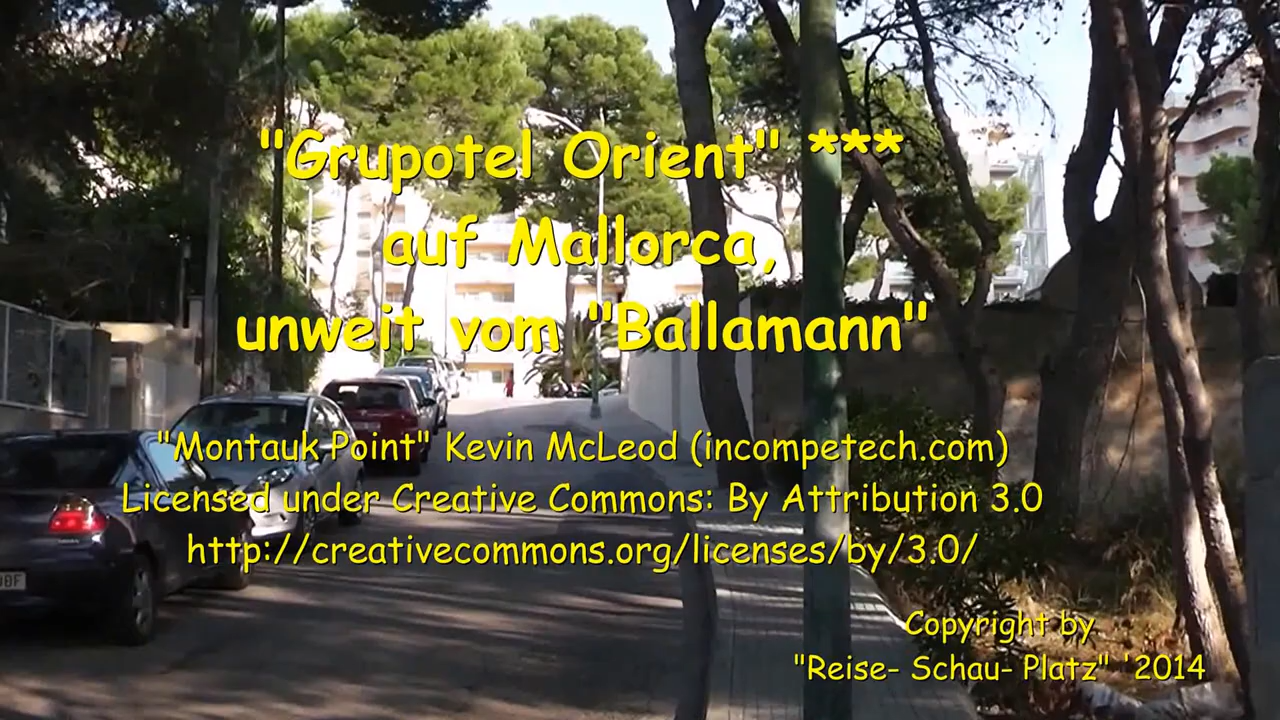 "Grupotel Orient" ***
auf Mallorca,
unweit vom "Ballamann"
"Montauk Point" Kevin McLeod (incompetech.com)
Licensed under Creative Commons: By Attribution 3.0
http://creativecommons.org/licenses/by/3.0/
Copyright by
"Reise- Schau- Platz" '2014